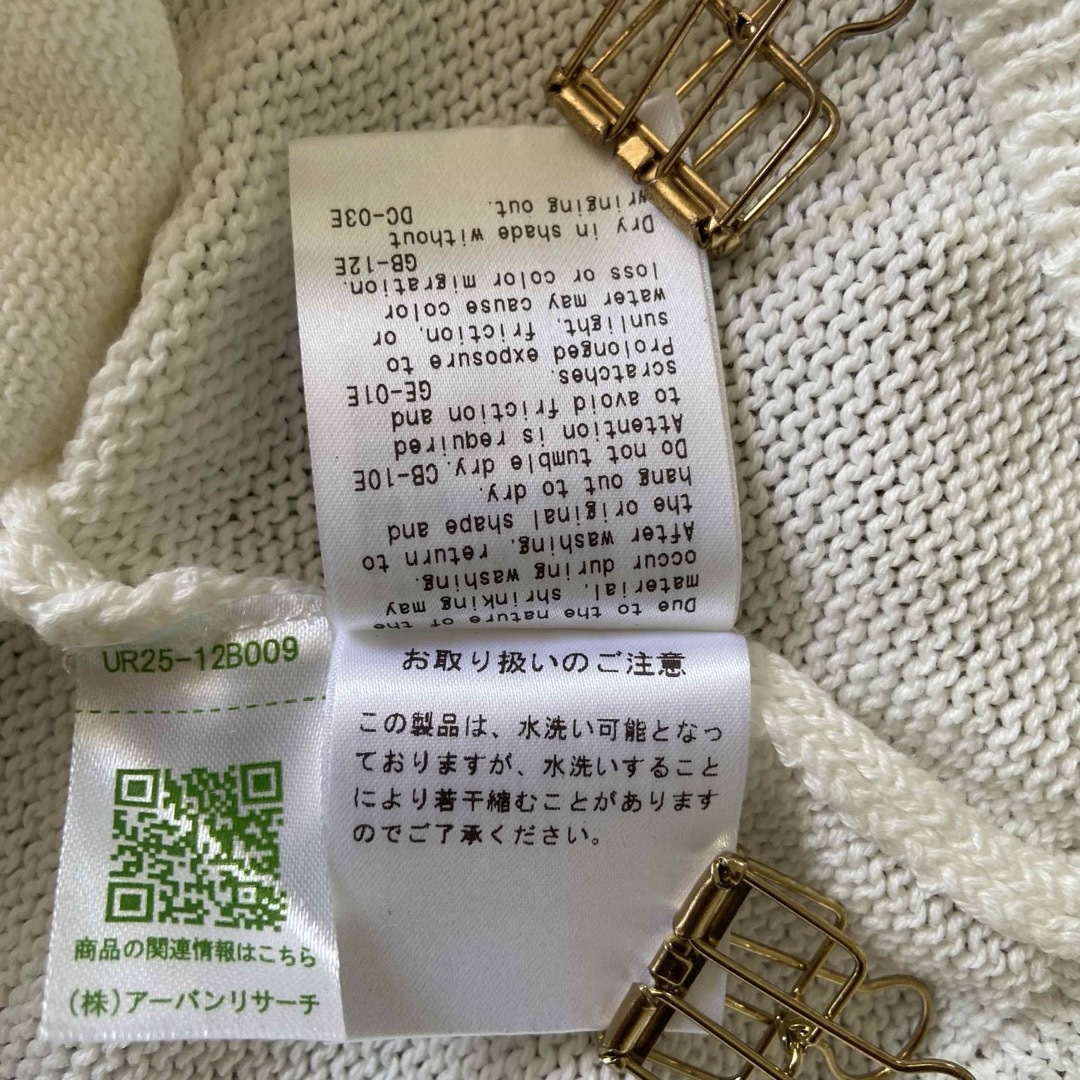 Due to the nature of the
material, shrinking may
occur during washing.
After washing, return to
the original shape and
hang out to dry.
Do not tumble dry. CB-10E
Attention is required
to avoid friction and
scratches. GE-01E
Prolonged exposure to
sunlight, friction, or
water may cause color
loss or color migration.
GB-12E
Dry in shade without
wringing out. DC-03E
お取り扱いのご注意
この製品は、水洗い可能となっ
ておりますが、水洗いすること
により若干縮むことがあります
のでご了承ください。
UR25-12B009
商品の関連情報はこちら
(株)アーバンリサーチ